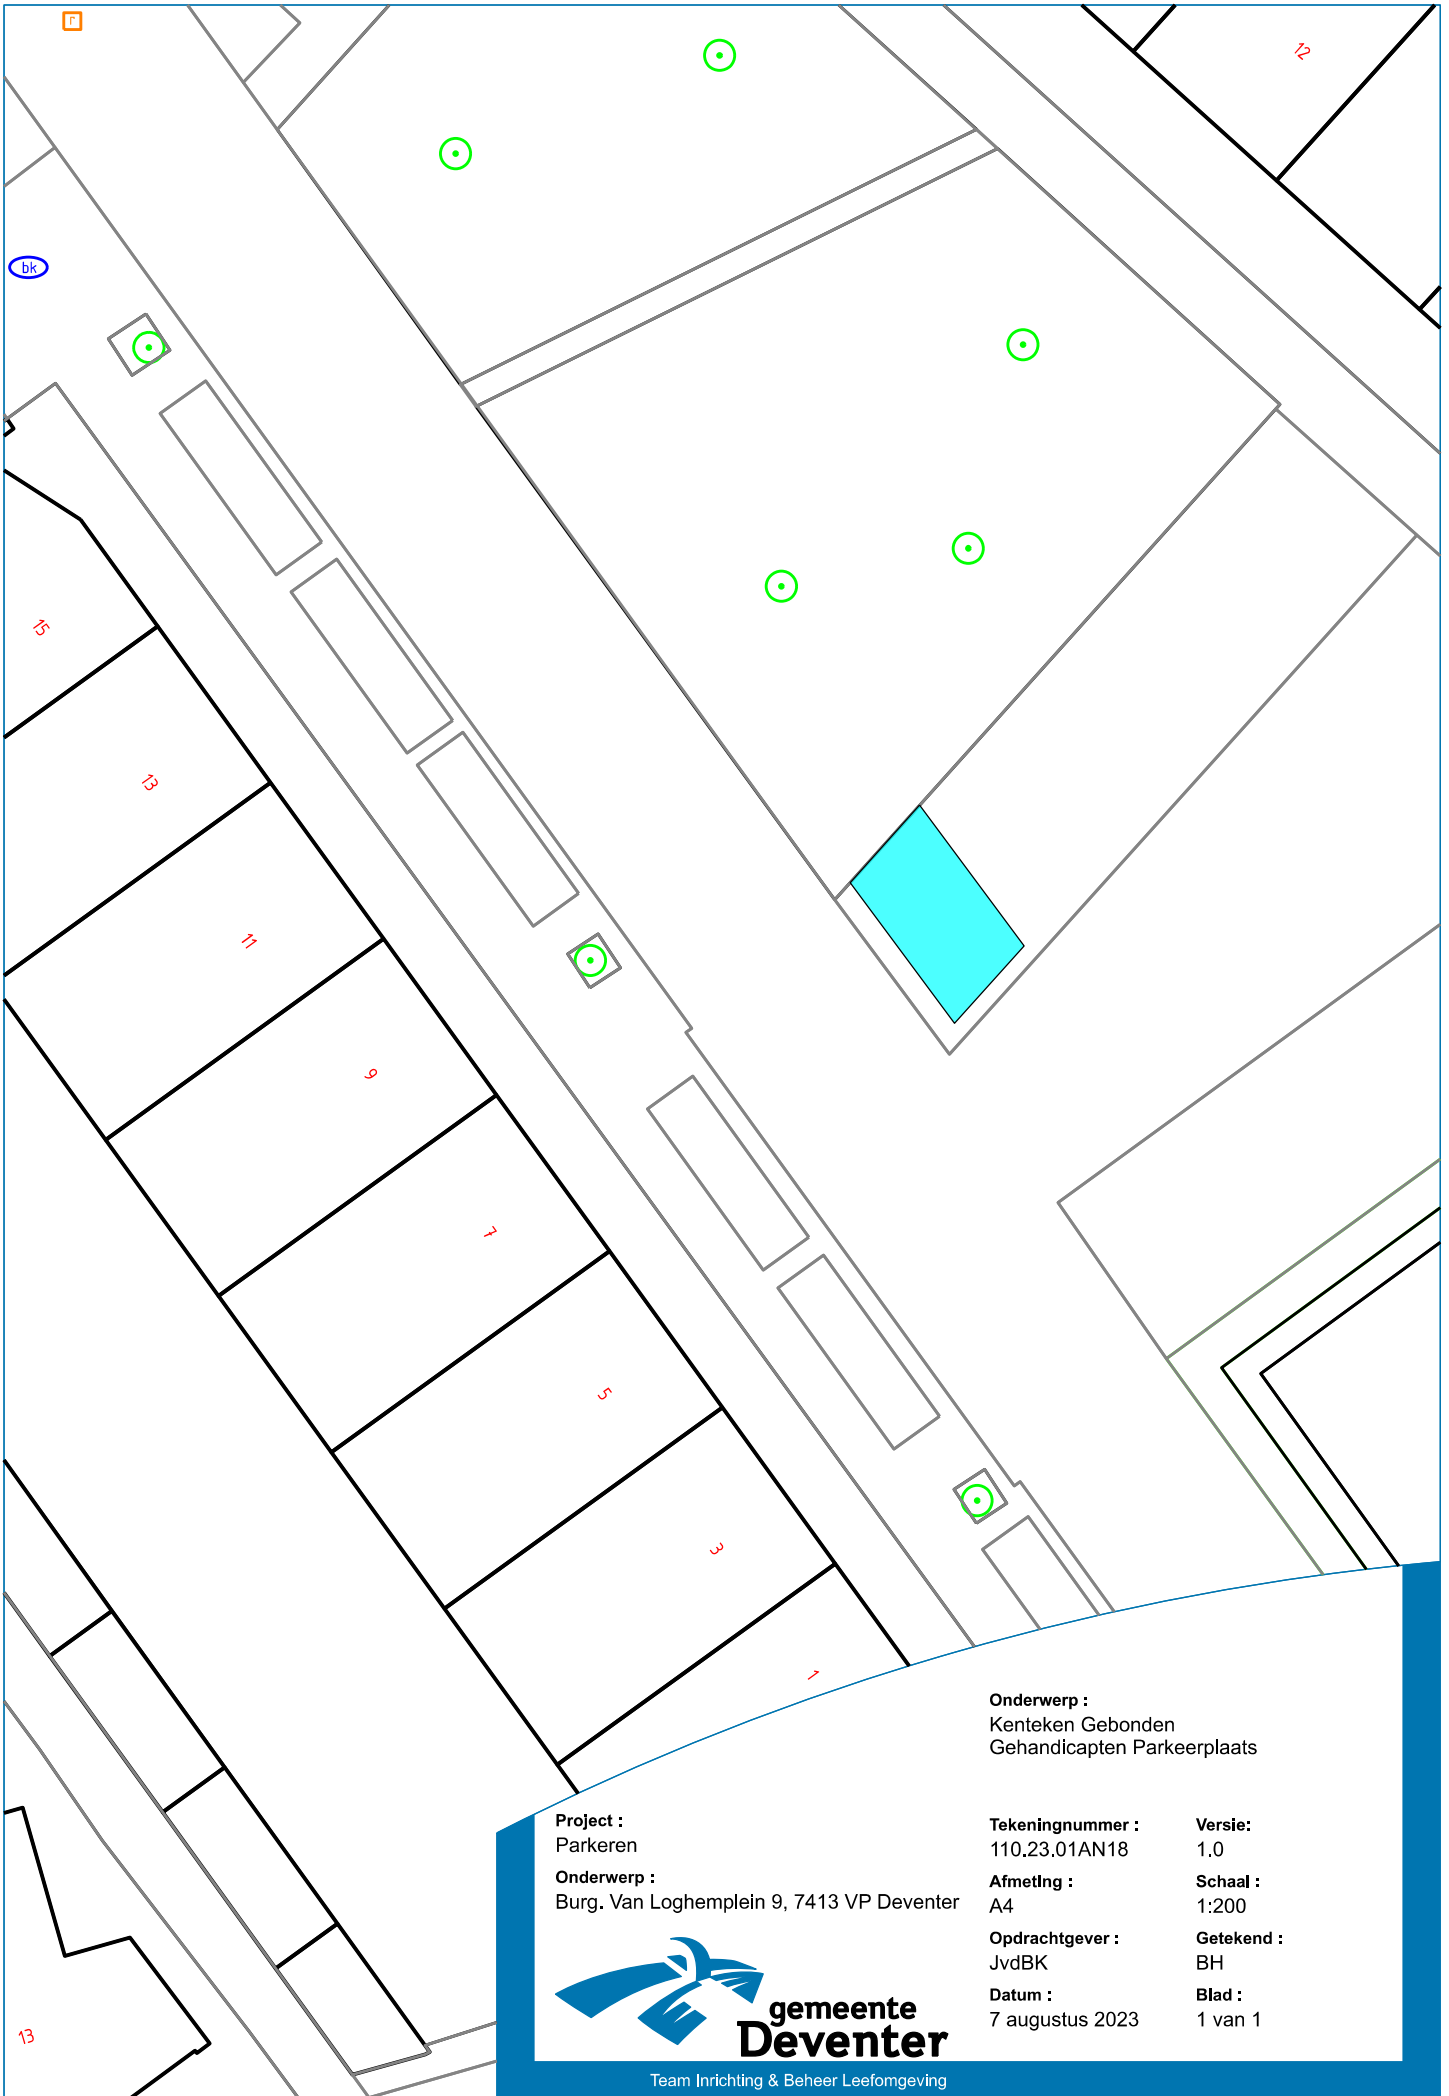 r
12
bk
15
13
11
9
7
5
3
1
13
Onderwerp :
Kenteken Gebonden
Gehandicapten Parkeerplaats
Project :
Parkeren
Onderwerp :
Burg. Van Loghemplein 9, 7413 VP Deventer
Tekeningnummer :
110.23.01AN18
Versie:
1.0
Afmeting :
A4
Schaal :
1:200
Opdrachtgever :
JvdBK
Getekend :
BH
Datum :
7 augustus 2023
Blad :
1 van 1
gemeente
Deventer
Team Inrichting & Beheer Leefomgeving